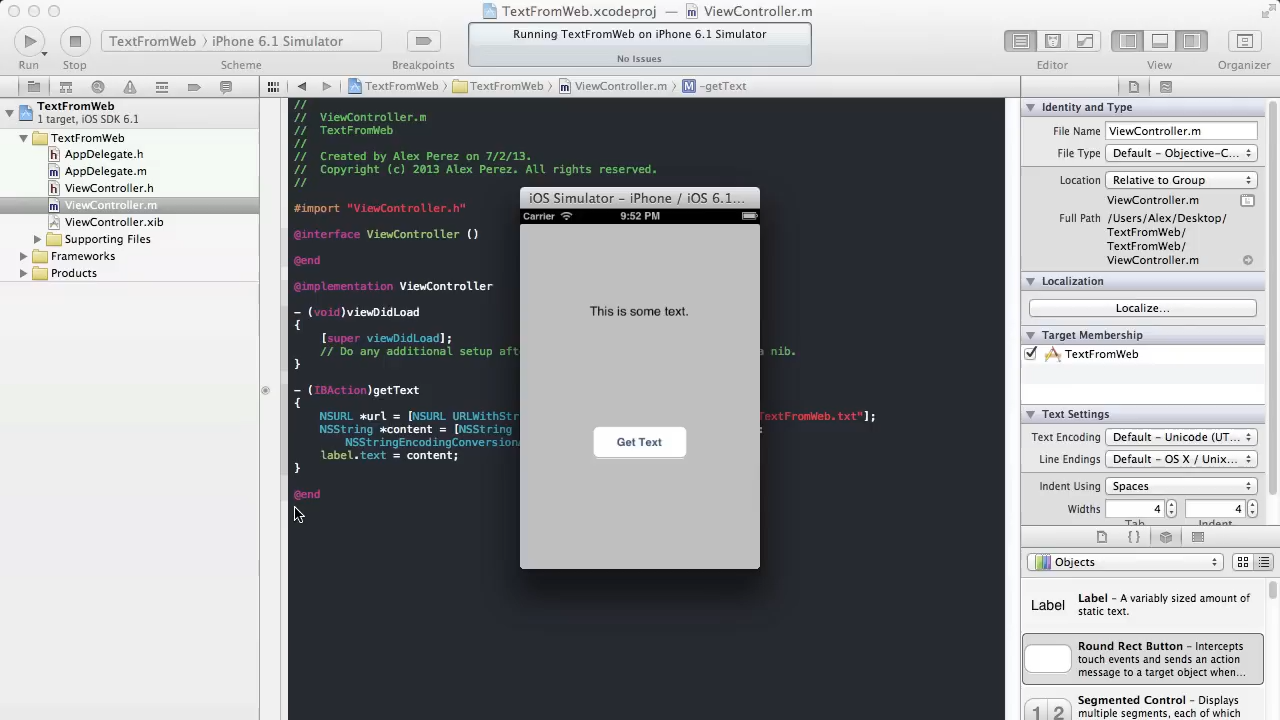 TextFromWeb.xcodeproj — ViewController.m
Run
Stop
TextFromWeb › iPhone 6.1 Simulator
Scheme
Breakpoints
Running TextFromWeb on iPhone 6.1 Simulator
No Issues
Editor
View
Organizer
TextFromWeb
1 target, iOS SDK 6.1
TextFromWeb
h AppDelegate.h
m AppDelegate.m
h ViewController.h
m ViewController.m
ViewController.xib
Supporting Files
Frameworks
Products
TextFromWeb › TextFromWeb › m ViewController.m › M -getText
//
// ViewController.m
// TextFromWeb
//
// Created by Alex Perez on 7/2/13.
// Copyright (c) 2013 Alex Perez. All rights reserved.
//
#import "ViewController.h"
@interface ViewController ()
@end
@implementation ViewController
- (void)viewDidLoad
{
[super viewDidLoad];
// Do any additional setup afte
a nib.
}
- (IBAction)getText
{
NSURL *url = [NSURL URLWithStr
TextFromWeb.txt"];
NSString *content = [NSString
:
NSStringEncodingConversion
label.text = content;
}
@end
iOS Simulator - iPhone / iOS 6.1...
Carrier
9:52 PM
This is some text.
Get Text
Identity and Type
File Name ViewController.m
File Type Default - Objective-C...
Location Relative to Group
ViewController.m
Full Path /Users/Alex/Desktop/
TextFromWeb/
TextFromWeb/
ViewController.m
Localization
Localize...
Target Membership
TextFromWeb
Text Settings
Text Encoding Default - Unicode (UT...
Line Endings Default - OS X / Unix...
Indent Using Spaces
Widths 4 4
Tab Indent
{ }
Objects
Label
Label - A variably sized amount of
static text.
Round Rect Button - Intercepts
touch events and sends an action
message to a target object when...
1 2
Segmented Control - Displays
multiple segments, each of which